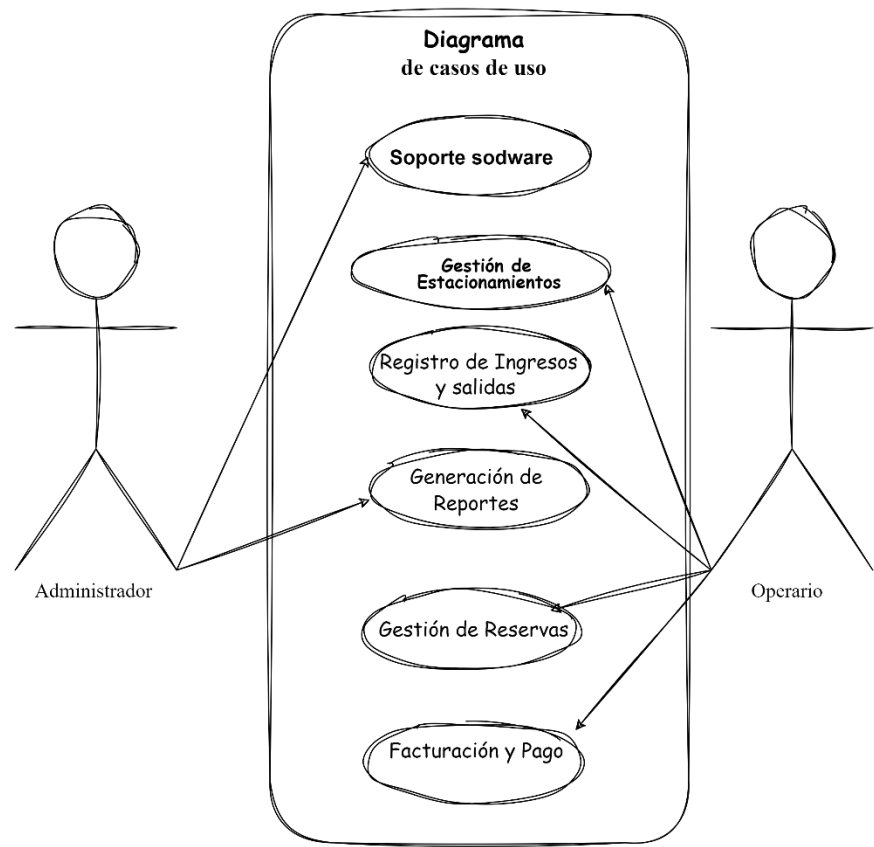 Diagrama
de casos de uso
Soporte sodware
Gestión de
Estacionamientos
Registro de Ingresos
y salidas
Generación de
Reportes
Administrador
Operario
Gestión de Reservas
Facturación y Pago